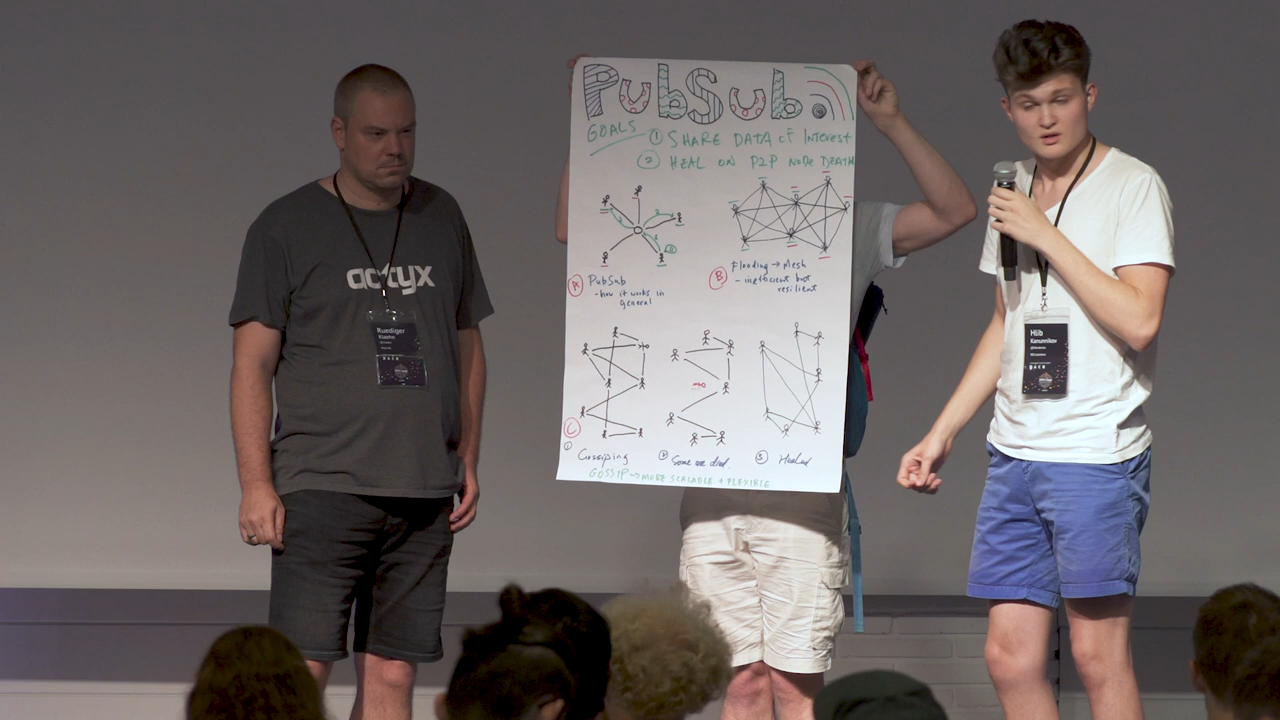 PubSub
GOALS
① SHARE DATA of Interest
② HEAL ON P2P NODE DEATH
A PubSub
- how it works in
general
B Flooding → Mesh
- inefficient but
resilient
C
① Gossiping
② Some are died.
③ Healed
GOSSIP → MORE SCALABLE + FLEXIBLE
actyx
Ruediger
Klaehn
Hlib
Kanunnikov